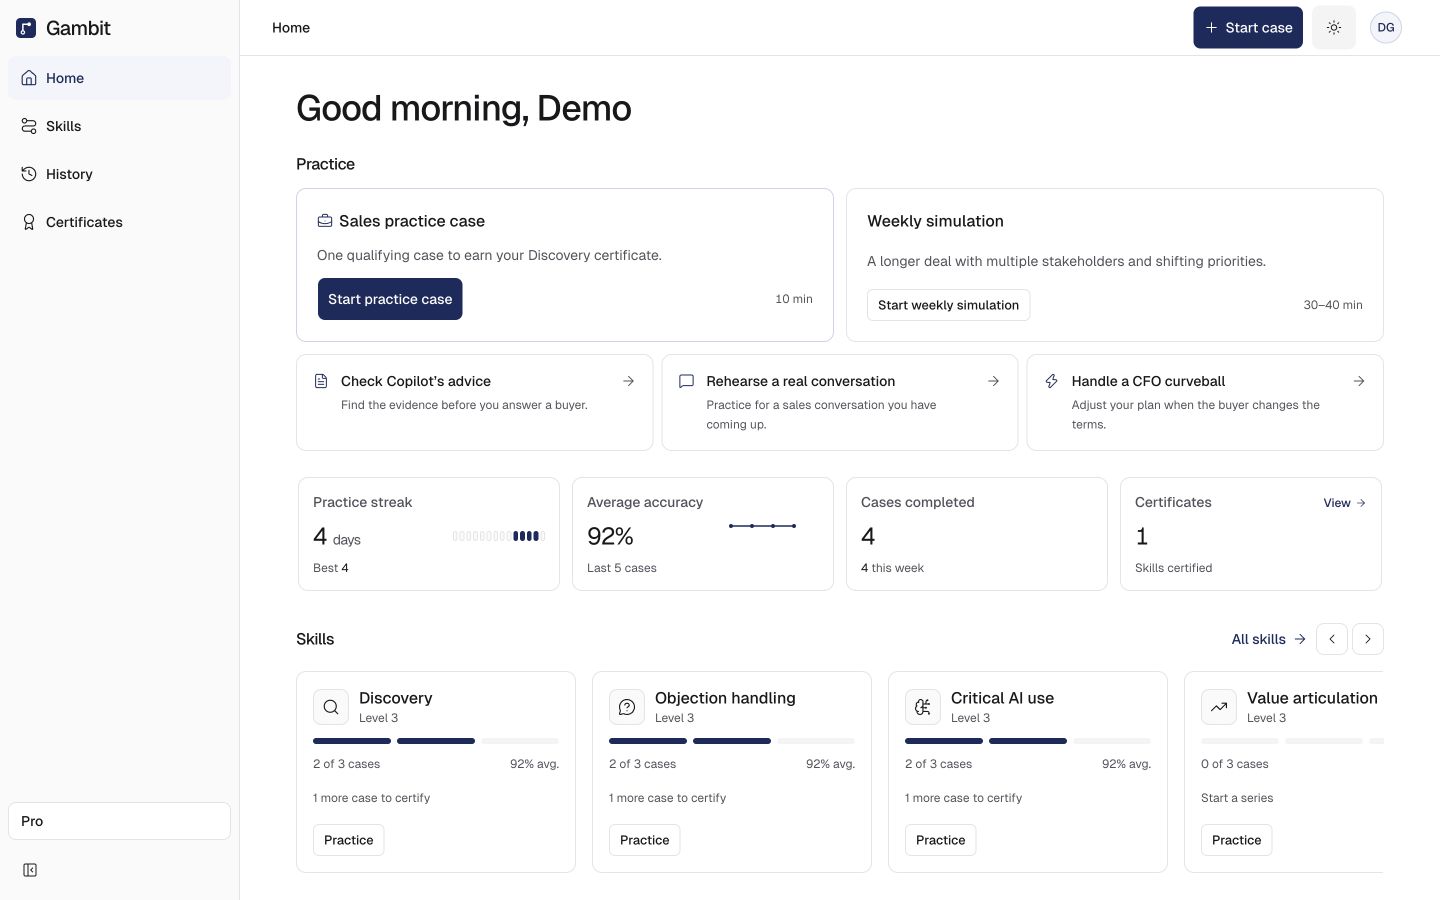 Gambit
Home
Skills
History
Certificates
Pro
Home
Start case
DG
Good morning, Demo
Practice
Sales practice case
One qualifying case to earn your Discovery certificate.
Start practice case
10 min
Weekly simulation
A longer deal with multiple stakeholders and shifting priorities.
Start weekly simulation
30–40 min
Check Copilot's advice
Find the evidence before you answer a buyer.
Rehearse a real conversation
Practice for a sales conversation you have
coming up.
Handle a CFO curveball
Adjust your plan when the buyer changes the
terms.
Practice streak
4 days
Best 4
Average accuracy
92%
Last 5 cases
Cases completed
4
4 this week
Certificates
View
1
Skills certified
Skills
All skills
Discovery
Level 3
2 of 3 cases
92% avg.
1 more case to certify
Practice
Objection handling
Level 3
2 of 3 cases
92% avg.
1 more case to certify
Practice
Critical AI use
Level 3
2 of 3 cases
92% avg.
1 more case to certify
Practice
Value articulation
Level 3
0 of 3 cases
Start a series
Practice